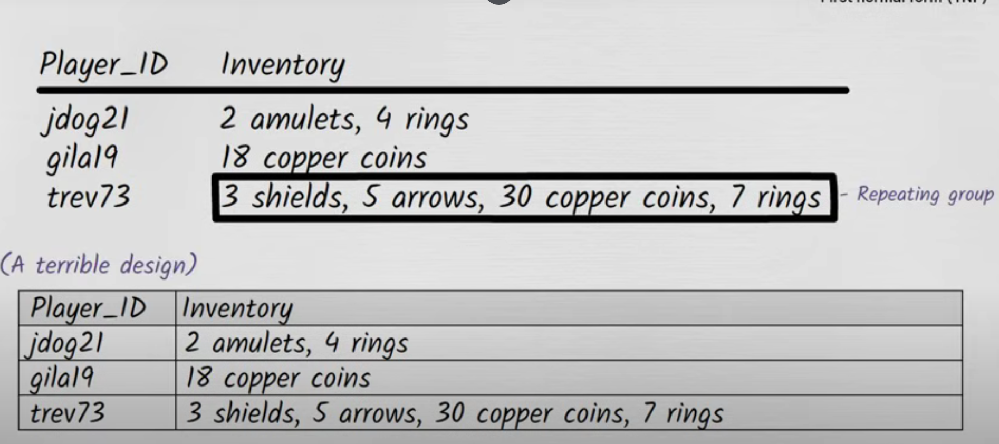 Player_ID Inventory
jdog21 2 amulets, 4 rings
gila19 18 copper coins
trev73 3 shields, 5 arrows, 30 copper coins, 7 rings - Repeating group
(A terrible design)
Player_ID Inventory
jdog21 2 amulets, 4 rings
gila19 18 copper coins
trev73 3 shields, 5 arrows, 30 copper coins, 7 rings